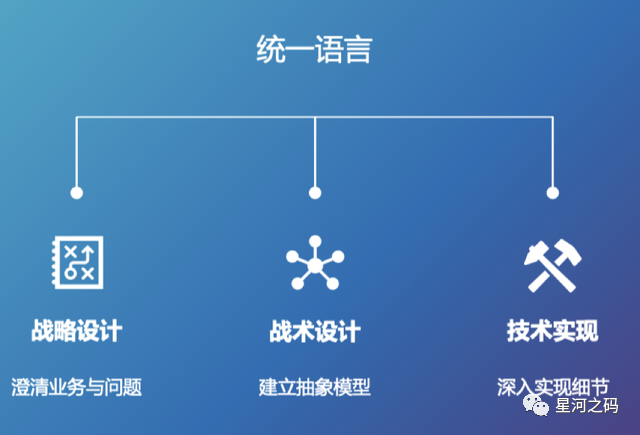 统一语言
战略设计
战术设计
技术实现
澄清业务与问题
建立抽象模型
深入实现细节
星河之码